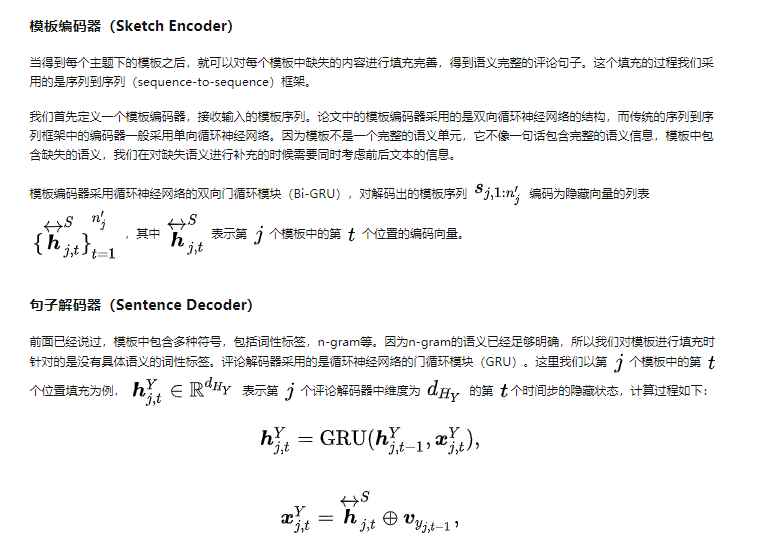 模板编码器（Sketch Encoder）
当得到每个主题下的模板之后，就可以对每个模板中缺失的内容进行填充完善，得到语义完整的评论句子。这个填充的过程我们采
用的是序列到序列（sequence-to-sequence）框架。
我们首先定义一个模板编码器，接收输入的模板序列。论文中的模板编码器采用的是双向循环神经网络的结构，而传统的序列到序
列框架中的编码器一般采用单向循环神经网络。因为模板不是一个完整的语义单元，它不像一句话包含完整的语义信息，模板中包
含缺失的语义，我们在对缺失语义进行补充的时候需要同时考虑前后文本的信息。
模板编码器采用循环神经网络的双向门循环模块（Bi-GRU），对解码出的模板序列 $\boldsymbol{s}_{j,1:n'_j}$ 编码为隐藏向量的列表
$\{\overleftrightarrow{\boldsymbol{h}}^{S}_{j,t}\}^{n'_j}_{t=1}$ ，其中 $\overleftrightarrow{\boldsymbol{h}}^{S}_{j,t}$ 表示第 $j$ 个模板中的第 $t$ 个位置的编码向量。
句子解码器（Sentence Decoder）
前面已经说过，模板中包含多种符号，包括词性标签，n-gram等。因为n-gram的语义已经足够明确，所以我们对模板进行填充时
针对的是没有具体语义的词性标签。评论解码器采用的是循环神经网络的门循环模块（GRU）。这里我们以第 $j$ 个模板中的第 $t$
个位置填充为例， $\boldsymbol{h}^{Y}_{j,t} \in \mathbb{R}^{d_{H_Y}}$ 表示第 $j$ 个评论解码器中维度为 $d_{H_Y}$ 的第 $t$ 个时间步的隐藏状态，计算过程如下：
$\boldsymbol{h}^{Y}_{j,t} = \mathrm{GRU}(\boldsymbol{h}^{Y}_{j,t-1}, \boldsymbol{x}^{Y}_{j,t}),$
$\boldsymbol{x}^{Y}_{j,t} = \overleftrightarrow{\boldsymbol{h}}^{S}_{j,t} \oplus \boldsymbol{v}_{y_{j,t-1}},$